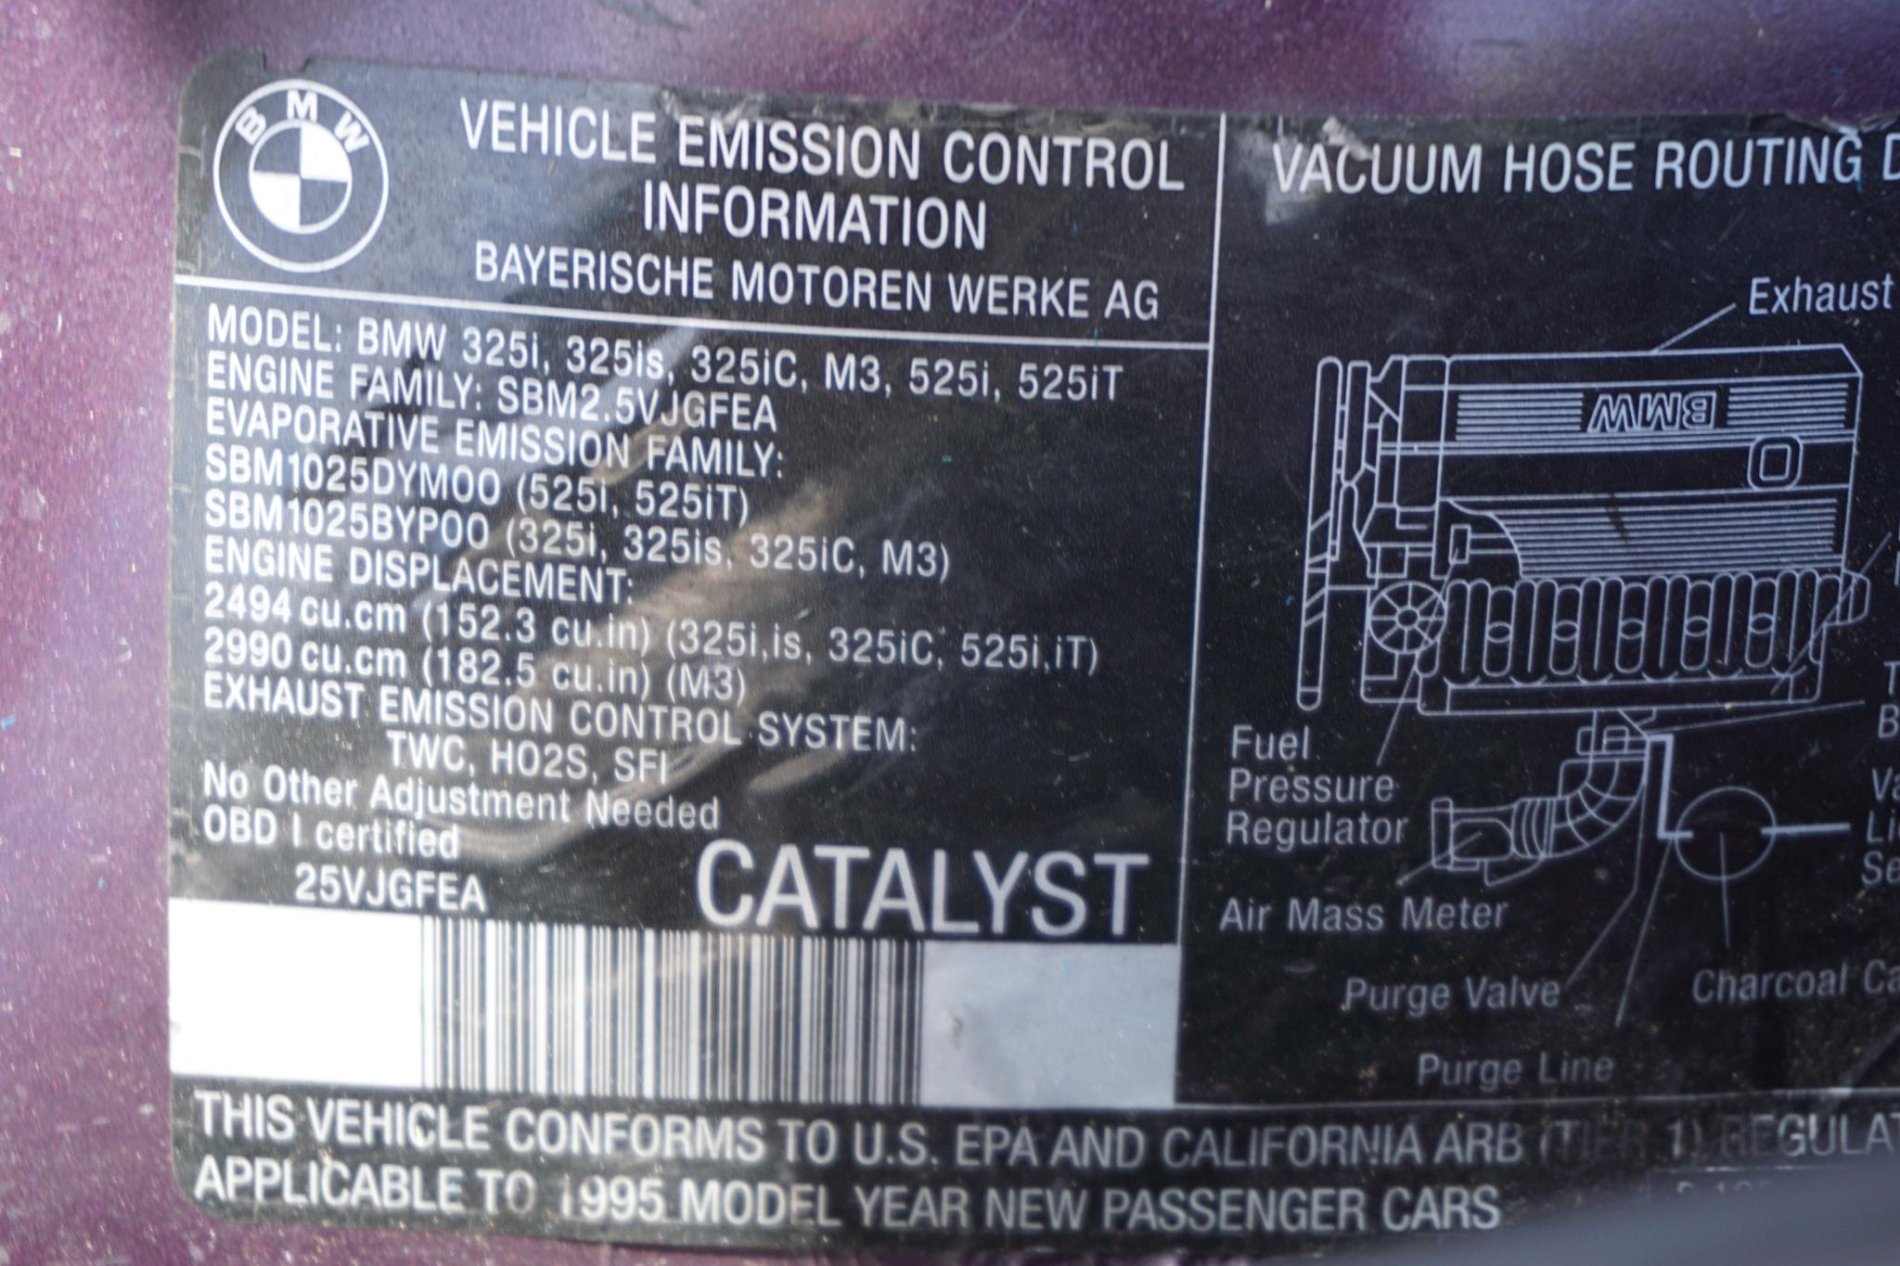 BMW
VEHICLE EMISSION CONTROL
INFORMATION
BAYERISCHE MOTOREN WERKE AG
MODEL: BMW 325i, 325is, 325iC, M3, 525i, 525iT
ENGINE FAMILY: SBM2.5VJGFEA
EVAPORATIVE EMISSION FAMILY:
SBM1025DYM00 (525i, 525iT)
SBM1025BYP00 (325i, 325is, 325iC, M3)
ENGINE DISPLACEMENT:
2494 cu.cm (152.3 cu.in) (325i,is, 325iC, 525i,iT)
2990 cu.cm (182.5 cu.in) (M3)
EXHAUST EMISSION CONTROL SYSTEM:
TWC, HO2S, SFI
No Other Adjustment Needed
OBD I certified
25VJGFEA
CATALYST
VACUUM HOSE ROUTING
Exhaust
BMW
Fuel
Pressure
Regulator
Air Mass Meter
Purge Valve
Charcoal
Purge Line
THIS VEHICLE CONFORMS TO U.S. EPA AND CALIFORNIA ARB (TIER 1)
APPLICABLE TO 1995 MODEL YEAR NEW PASSENGER CARS